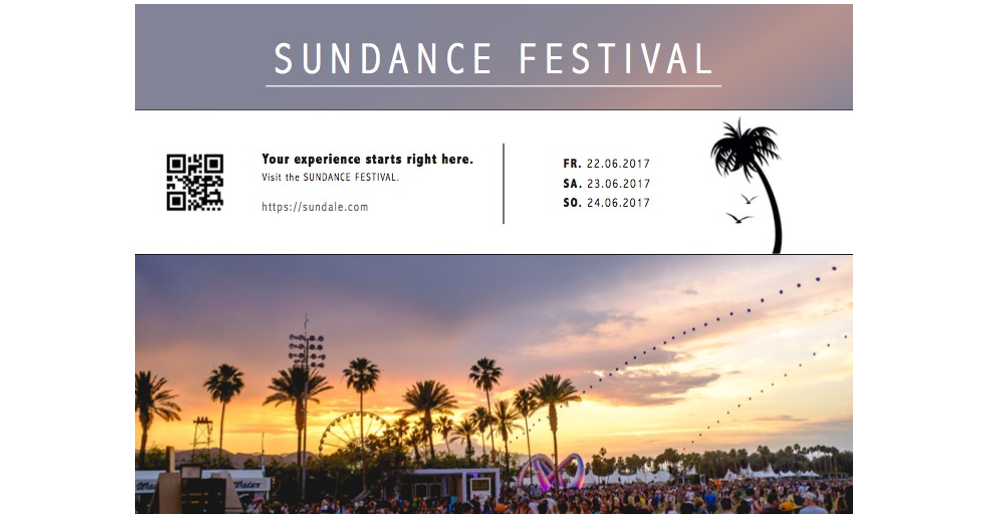 SUNDANCE FESTIVAL
Your experience starts right here.
Visit the SUNDANCE FESTIVAL.
https://sundale.com
FR. 22.06.2017
SA. 23.06.2017
SO. 24.06.2017